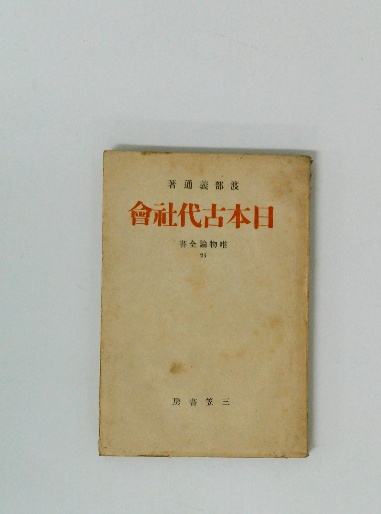 渡部義通著
日本古代社會
唯物論全書
三笠書房